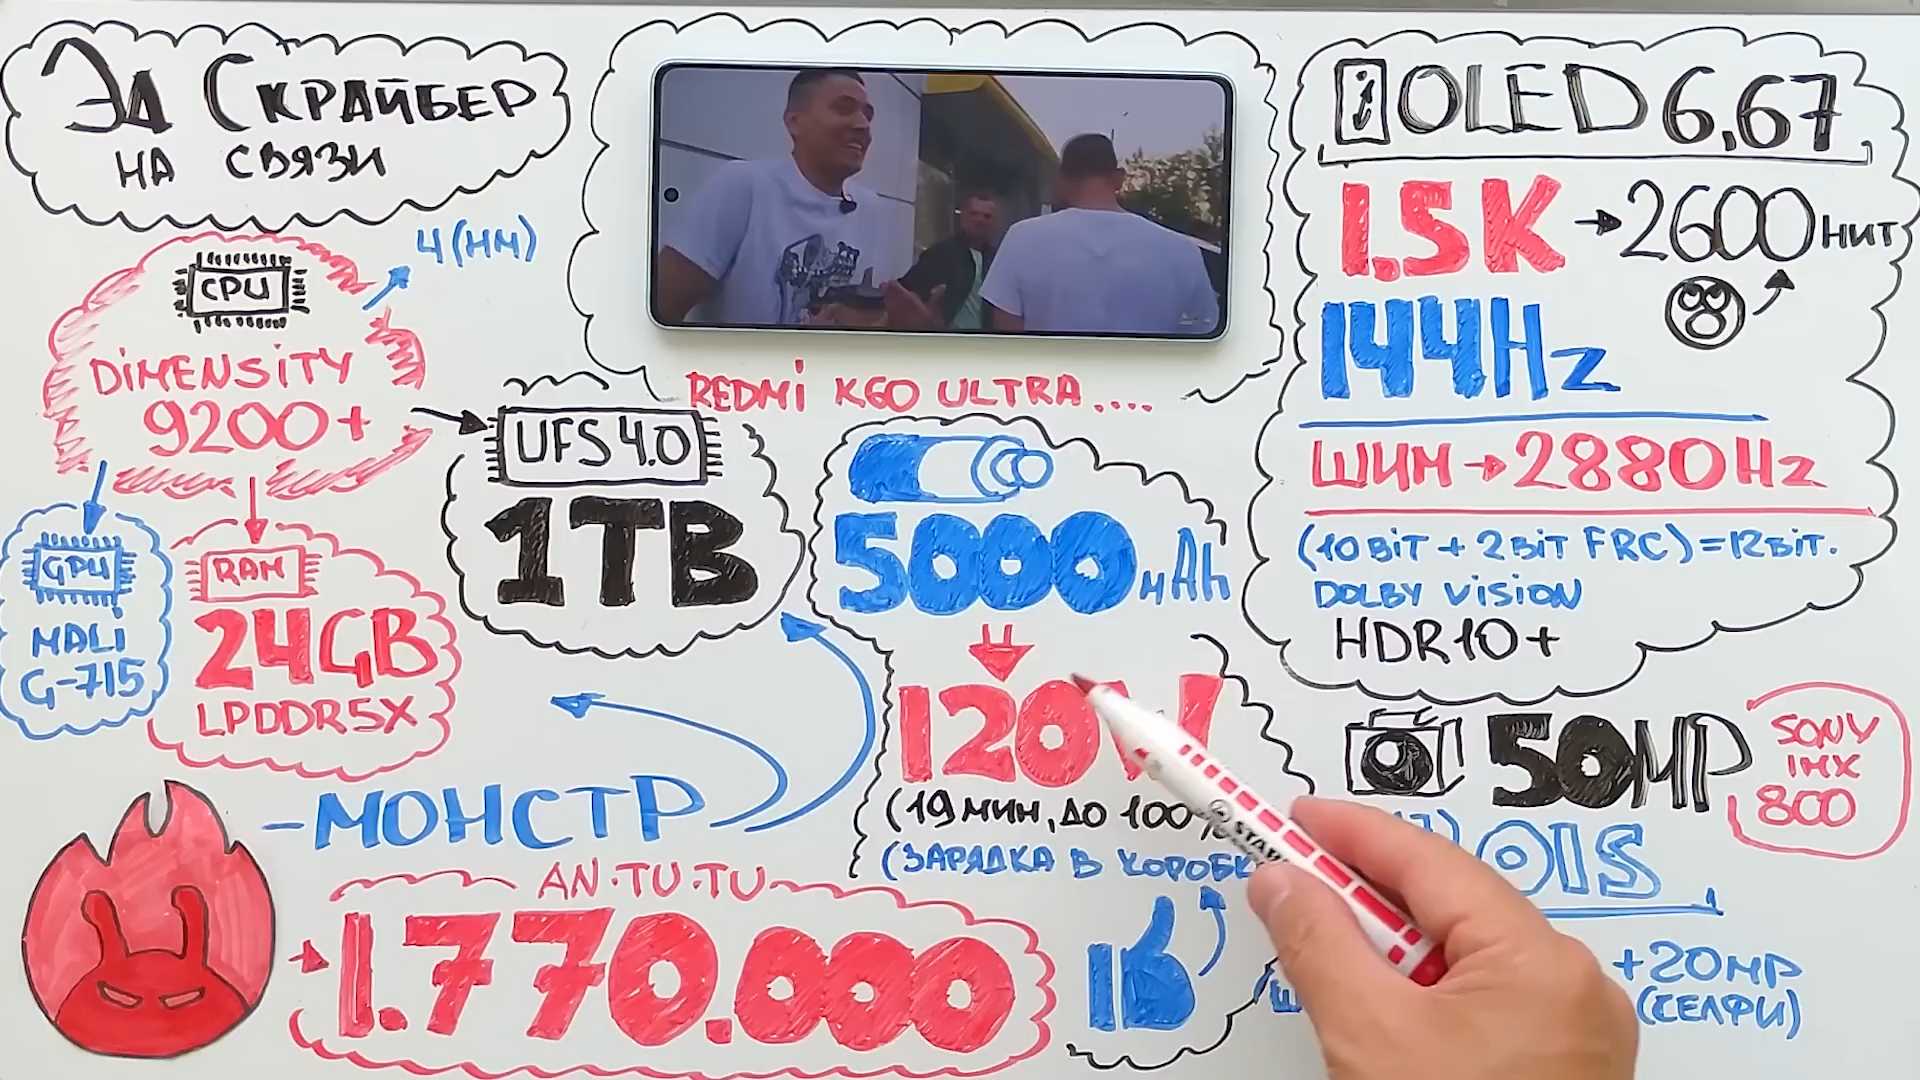 Эд Скрайбер
на связи
4 (нм)
CPU
DiMENSiTY
9200+
GPU
MALi
G-715
RAM
24GB
LPDDR5X
UFS 4.0
1TB
REDMi K60 ULTRA....
5000 мАh
120W
(19 мин, до 100%
(зарядка в коробк
-МОНСТР
AN·TU·TU
1.770.000
OLED 6,67
1.5K → 2600 нит
144Hz
ШИМ → 2880Hz
(10 BiT + 2 BiT FRC) = 12 BiT.
DOLBY ViSiON
HDR10+
50MP
SONY
IMX
800
OIS
+20MP
(СЕЛФИ)